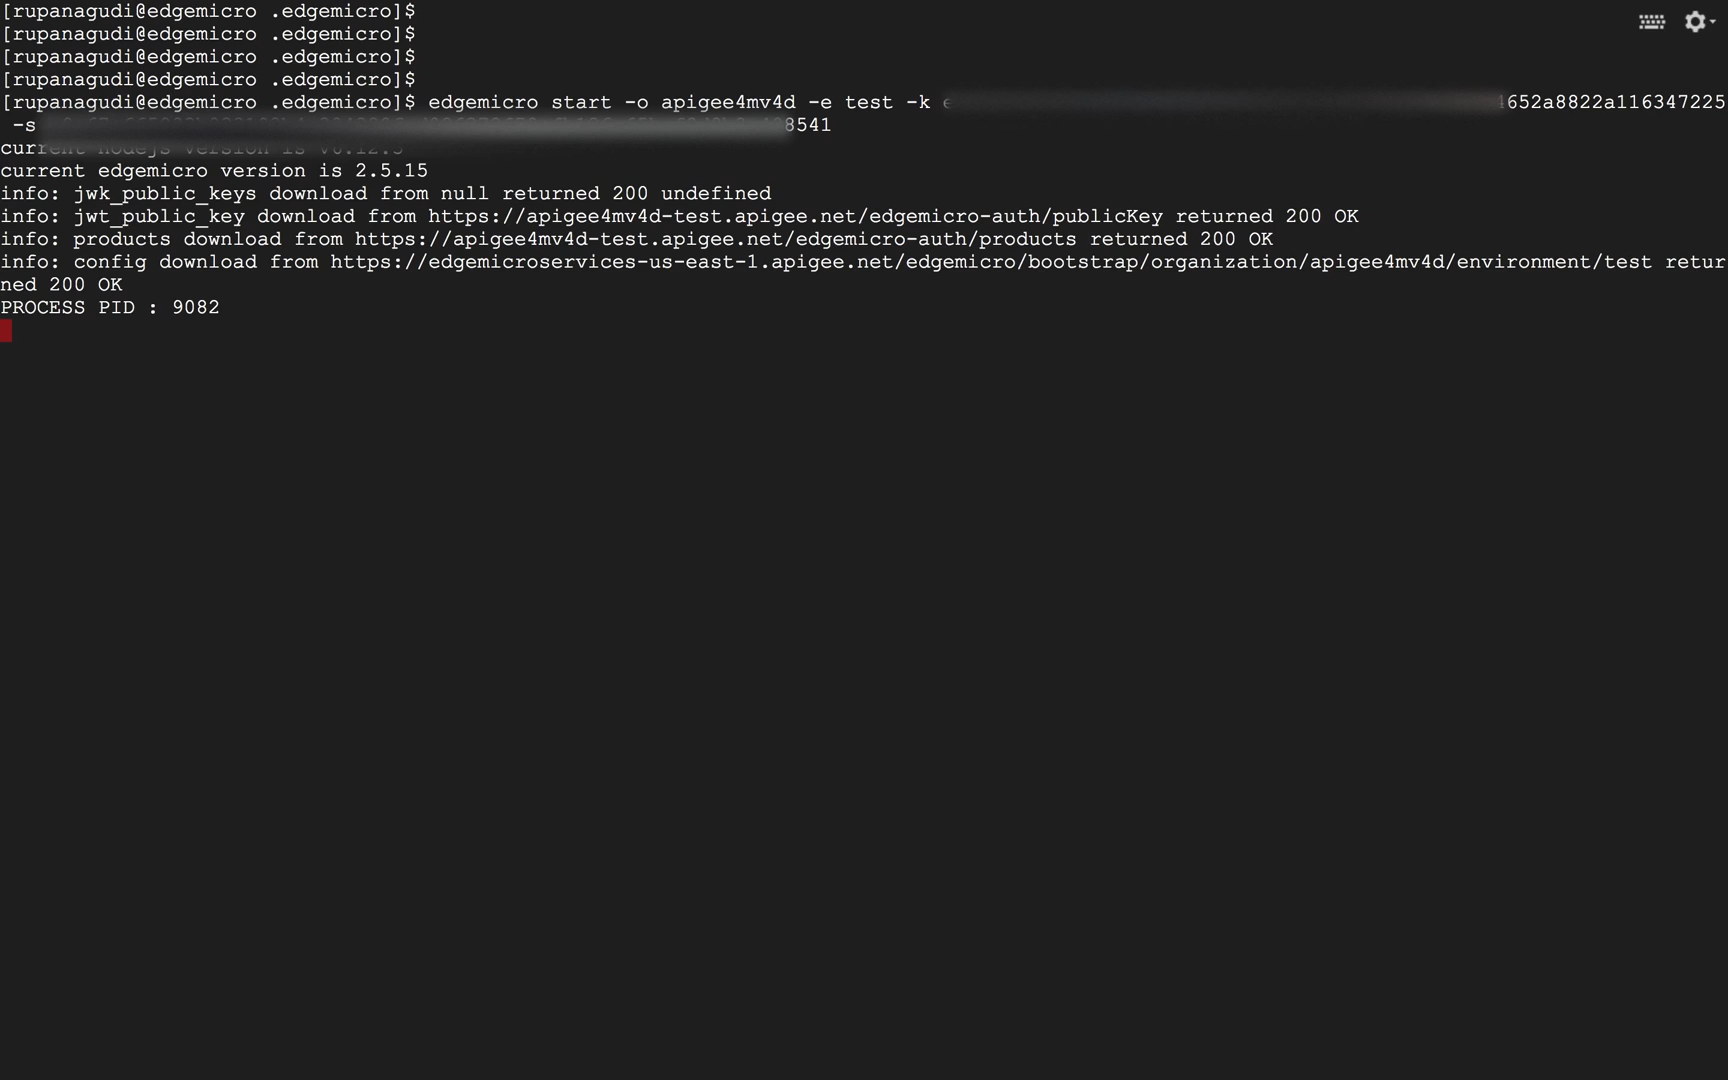 [rupanagudi@edgemicro .edgemicro]$
[rupanagudi@edgemicro .edgemicro]$
[rupanagudi@edgemicro .edgemicro]$
[rupanagudi@edgemicro .edgemicro]$
[rupanagudi@edgemicro .edgemicro]$ edgemicro start -o apigee4mv4d -e test -k 652a8822a116347225
-s 8541
current nodejs version is
current edgemicro version is 2.5.15
info: jwk_public_keys download from null returned 200 undefined
info: jwt_public_key download from https://apigee4mv4d-test.apigee.net/edgemicro-auth/publicKey returned 200 OK
info: products download from https://apigee4mv4d-test.apigee.net/edgemicro-auth/products returned 200 OK
info: config download from https://edgemicroservices-us-east-1.apigee.net/edgemicro/bootstrap/organization/apigee4mv4d/environment/test retur
ned 200 OK
PROCESS PID : 9082